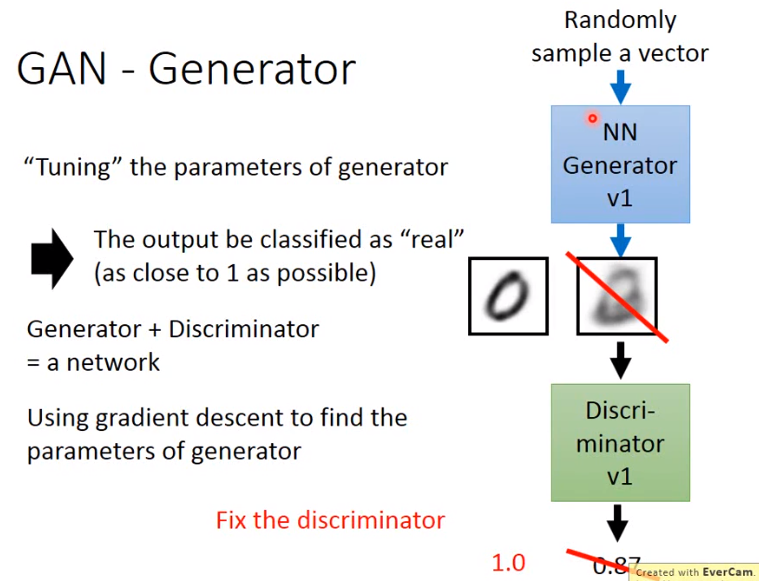 Randomly
sample a vector
GAN - Generator
NN
Generator
v1
“Tuning” the parameters of generator
The output be classified as “real”
(as close to 1 as possible)
Generator + Discriminator
= a network
Using gradient descent to find the
parameters of generator
Discri-
minator
v1
Fix the discriminator
1.0
0.87
Created with EverCam.